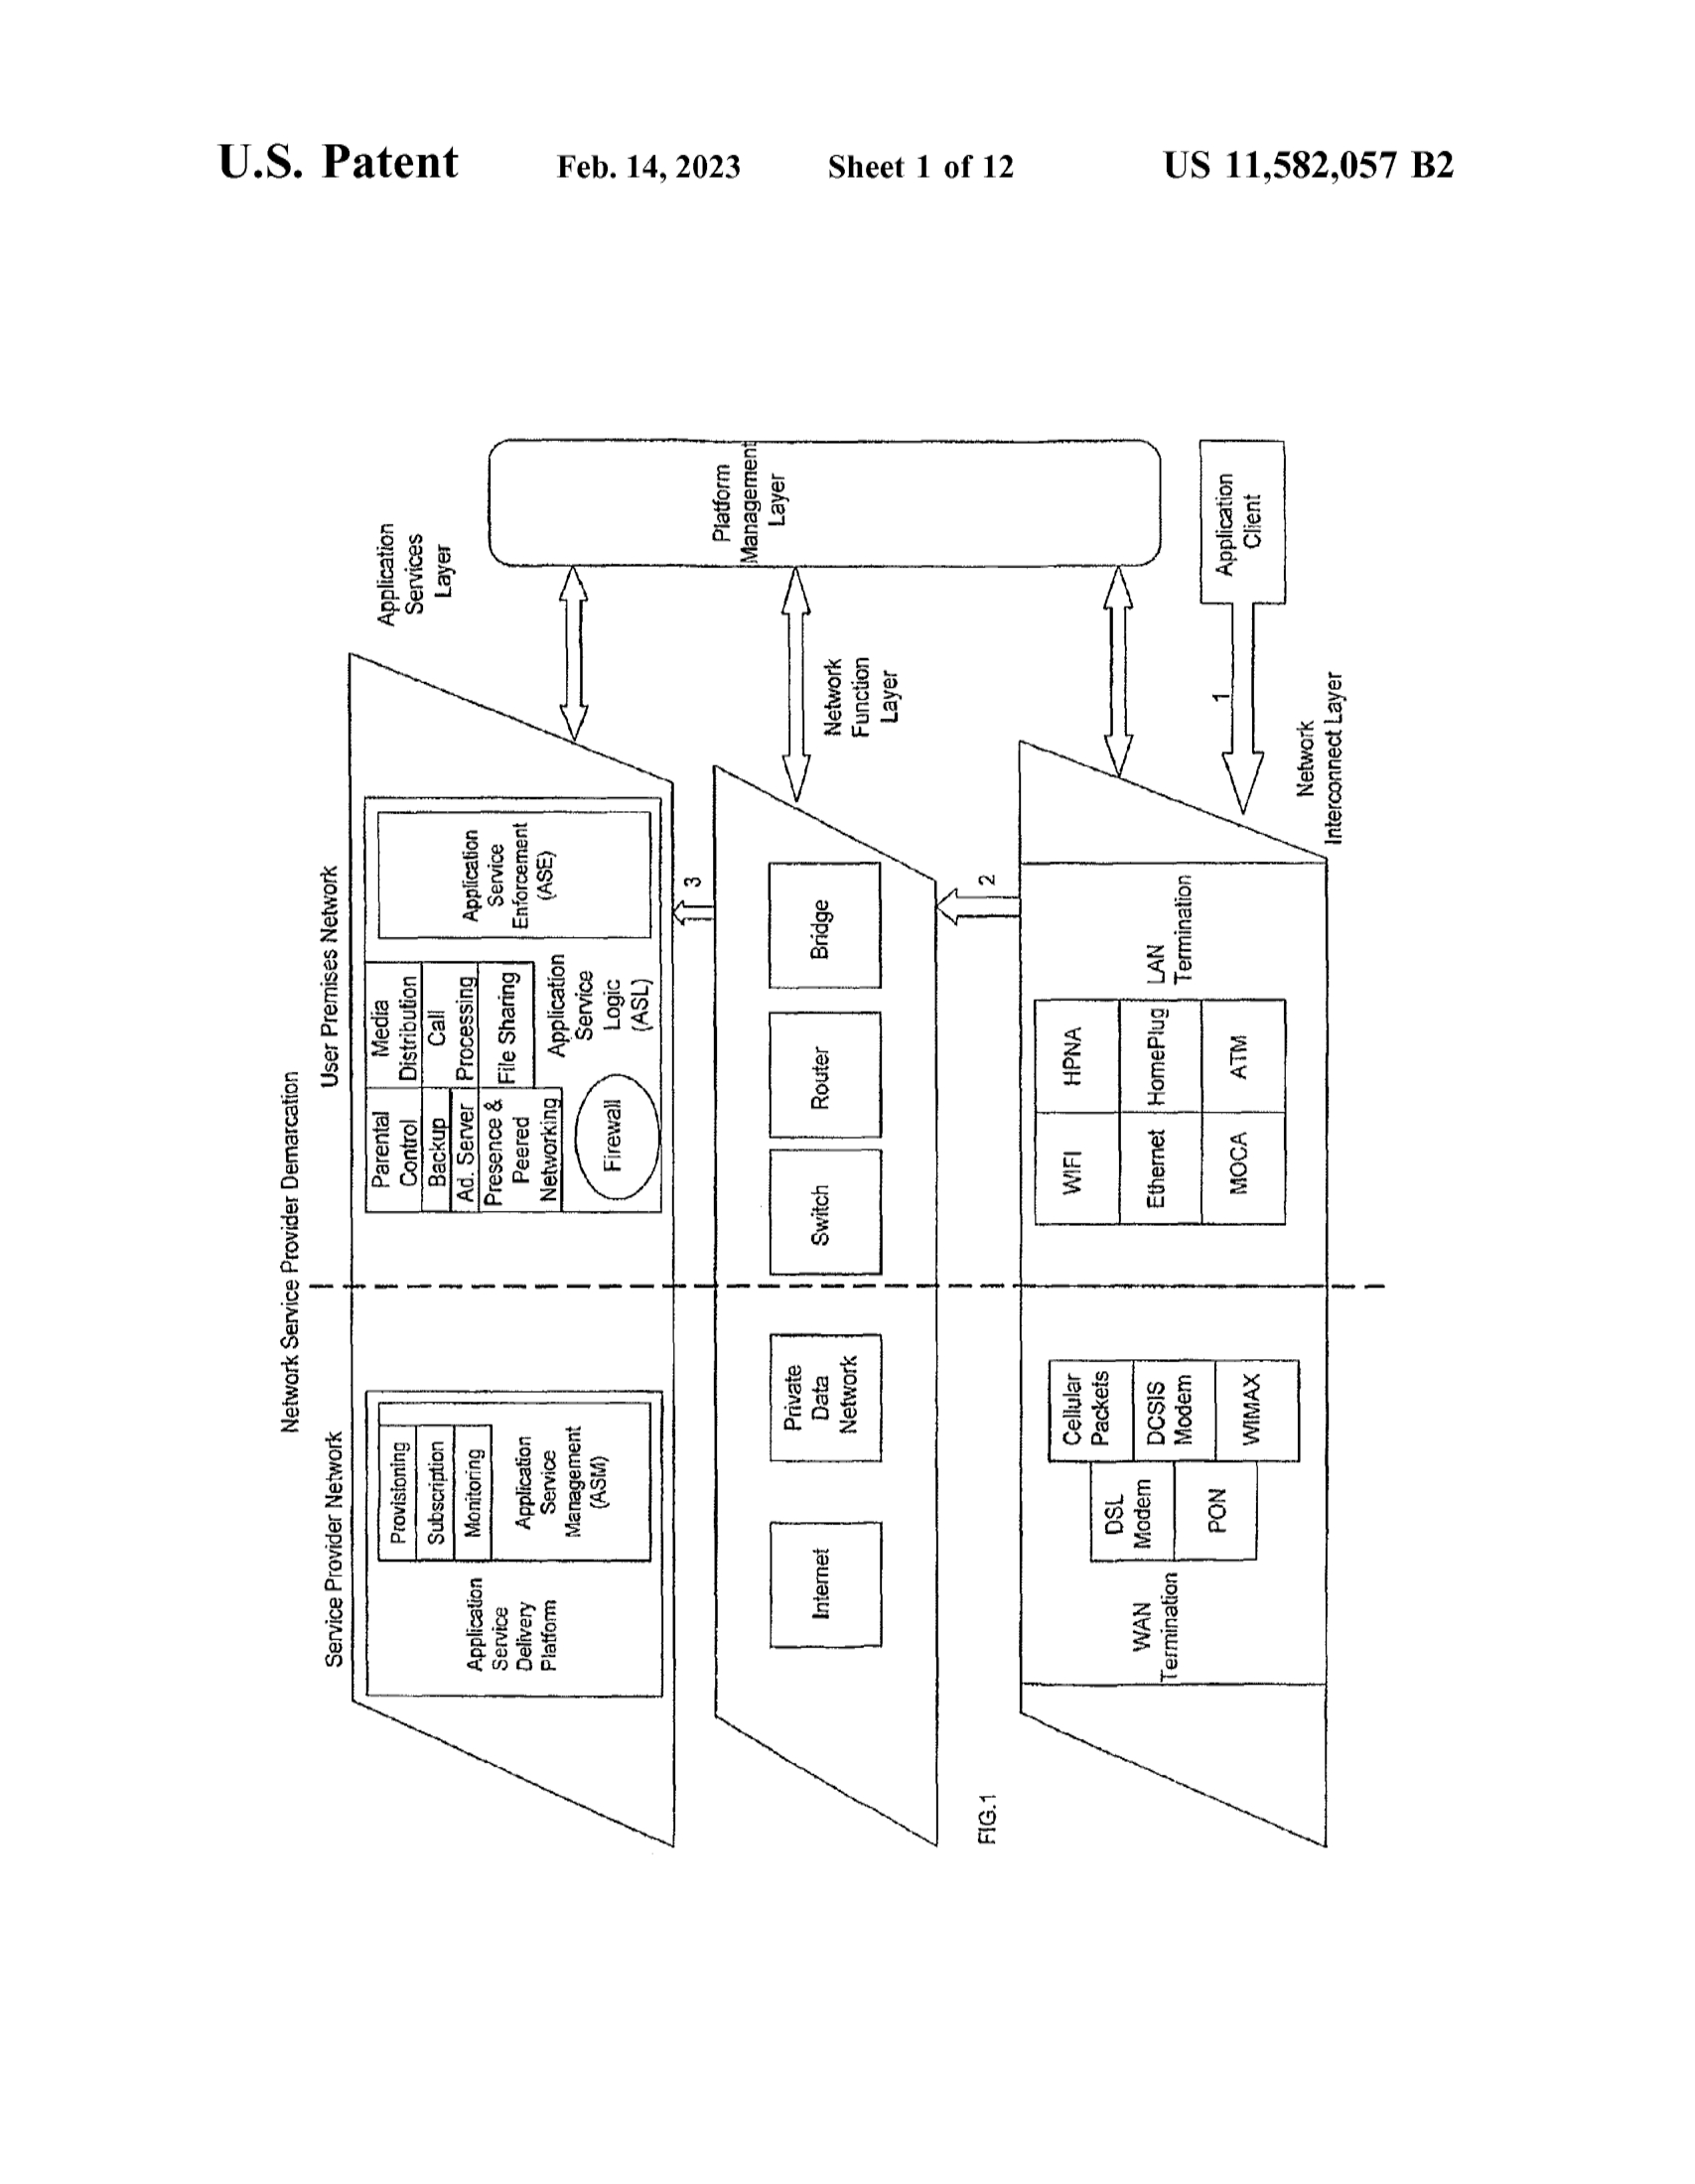 U.S. Patent Feb. 14, 2023 Sheet 1 of 12 US 11,582,057 B2
Network Service Provider Demarcation
Service Provider Network
User Premises Network
Application
Services
Layer
Provisioning
Subscription
Monitoring
Application
Service
Management
(ASM)
Application
Service
Delivery
Platform
Parental
Control
Backup
Ad. Server
Presence &
Peered
Networking
Media
Distribution
Call
Processing
File Sharing
Application
Service
Logic
(ASL)
Firewall
Application
Service
Enforcement
(ASE)
3
Platform
Management
Layer
Internet
Private
Data
Network
Switch
Router
Bridge
Network
Function
Layer
2
FIG.1
WAN
Termination
DSL
Modem
PON
Cellular
Packets
DCSIS
Modem
WIMAX
WIFI
HPNA
Ethernet
HomePlug
MOCA
ATM
LAN
Termination
1
Application
Client
Network
Interconnect Layer